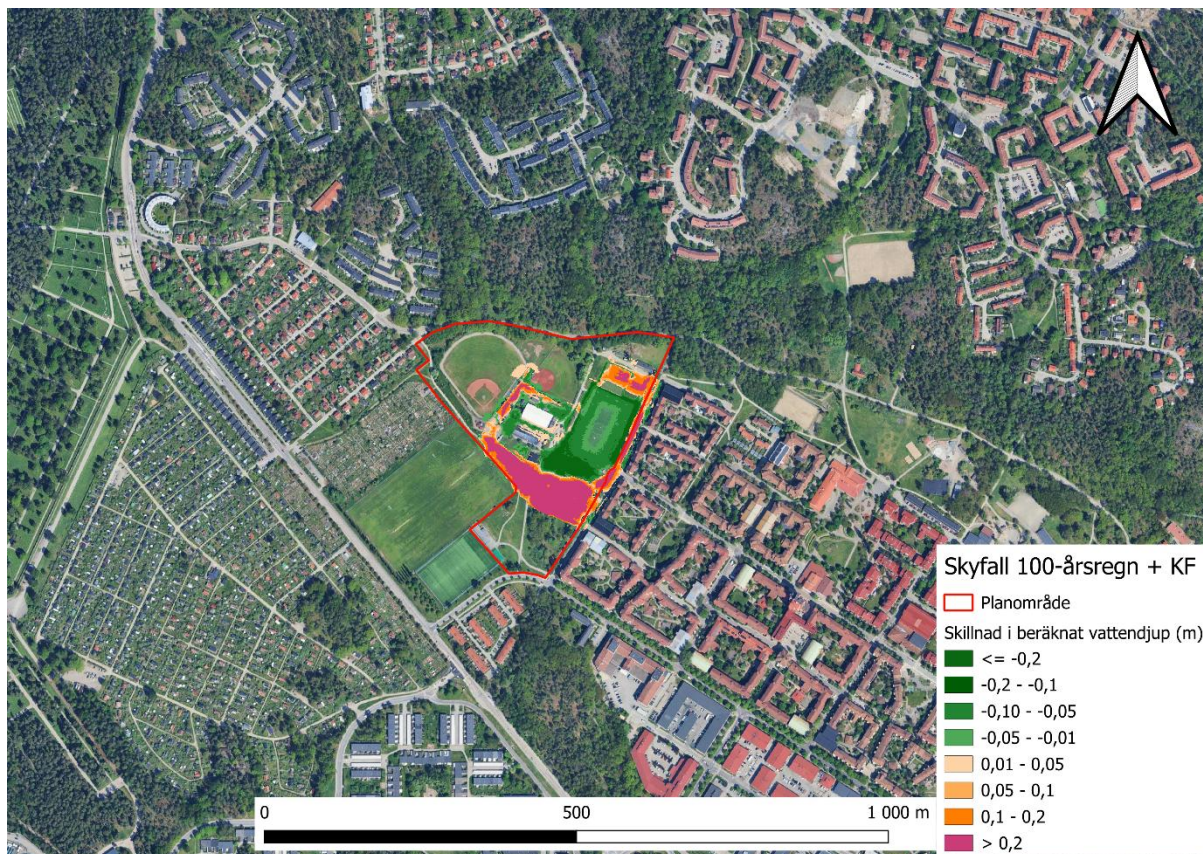 Skyfall 100-årsregn + KF
Planområde
Skillnad i beräknat vattendjup (m)
<= -0,2
-0,2 - -0,1
-0,10 - -0,05
-0,05 - -0,01
0,01 - 0,05
0,05 - 0,1
0,1 - 0,2
> 0,2
0 500 1 000 m